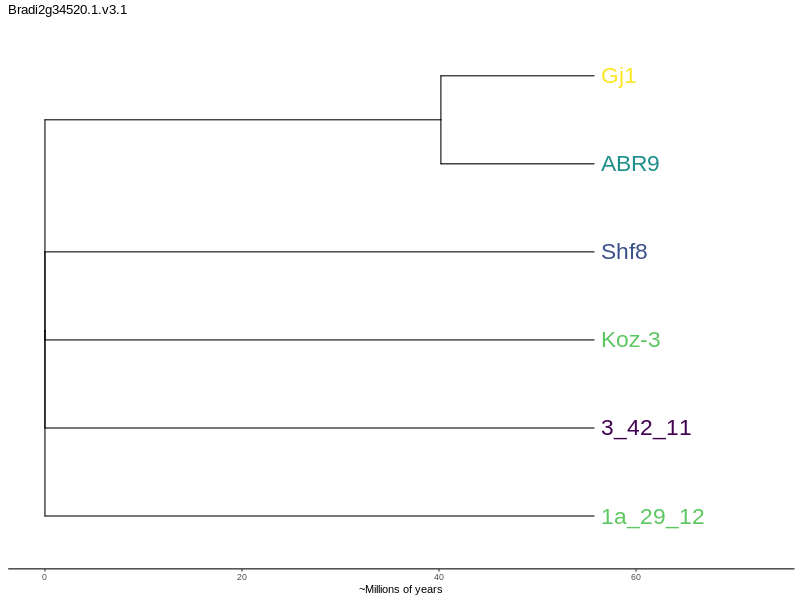 Bradi2g34520.1.v3.1
Gj1
ABR9
Shf8
Koz-3
3_42_11
1a_29_12
0 20 40 60
~Millions of years